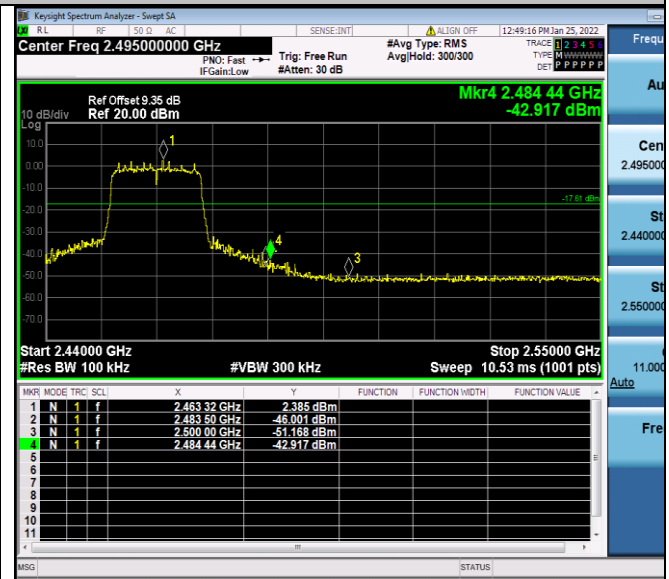 Keysight Spectrum Analyzer - Swept SA
LXI RL RF 50 Ω AC SENSE:INT ALIGN OFF 12:49:16 PM Jan 25, 2022
Center Freq 2.495000000 GHz
PNO: Fast
IFGain:Low
Trig: Free Run
#Atten: 30 dB
#Avg Type: RMS
Avg|Hold: 300/300
TRACE 1 2 3 4 5 6
TYPE M WWWWW
DET P P P P P P
Frequ
Au
Ref Offset 9.35 dB
Ref 20.00 dBm
10 dB/div
Log
Mkr4 2.484 44 GHz
-42.917 dBm
10.0
0.00
-10.0
-20.0
-30.0
-40.0
-50.0
-60.0
-70.0
1
4
3
-17.61 dBm
Cen
2.495000
St
2.440000
St
2.550000
Start 2.44000 GHz
#Res BW 100 kHz
#VBW 300 kHz
Stop 2.55000 GHz
Sweep 10.53 ms (1001 pts)
11.000
Auto
Fre
MKR MODE TRC SCL X Y FUNCTION FUNCTION WIDTH FUNCTION VALUE
1 N 1 f 2.463 32 GHz 2.385 dBm
2 N 1 f 2.483 50 GHz -46.001 dBm
3 N 1 f 2.500 00 GHz -51.168 dBm
4 N 1 f 2.484 44 GHz -42.917 dBm
5
6
7
8
9
10
11
MSG STATUS